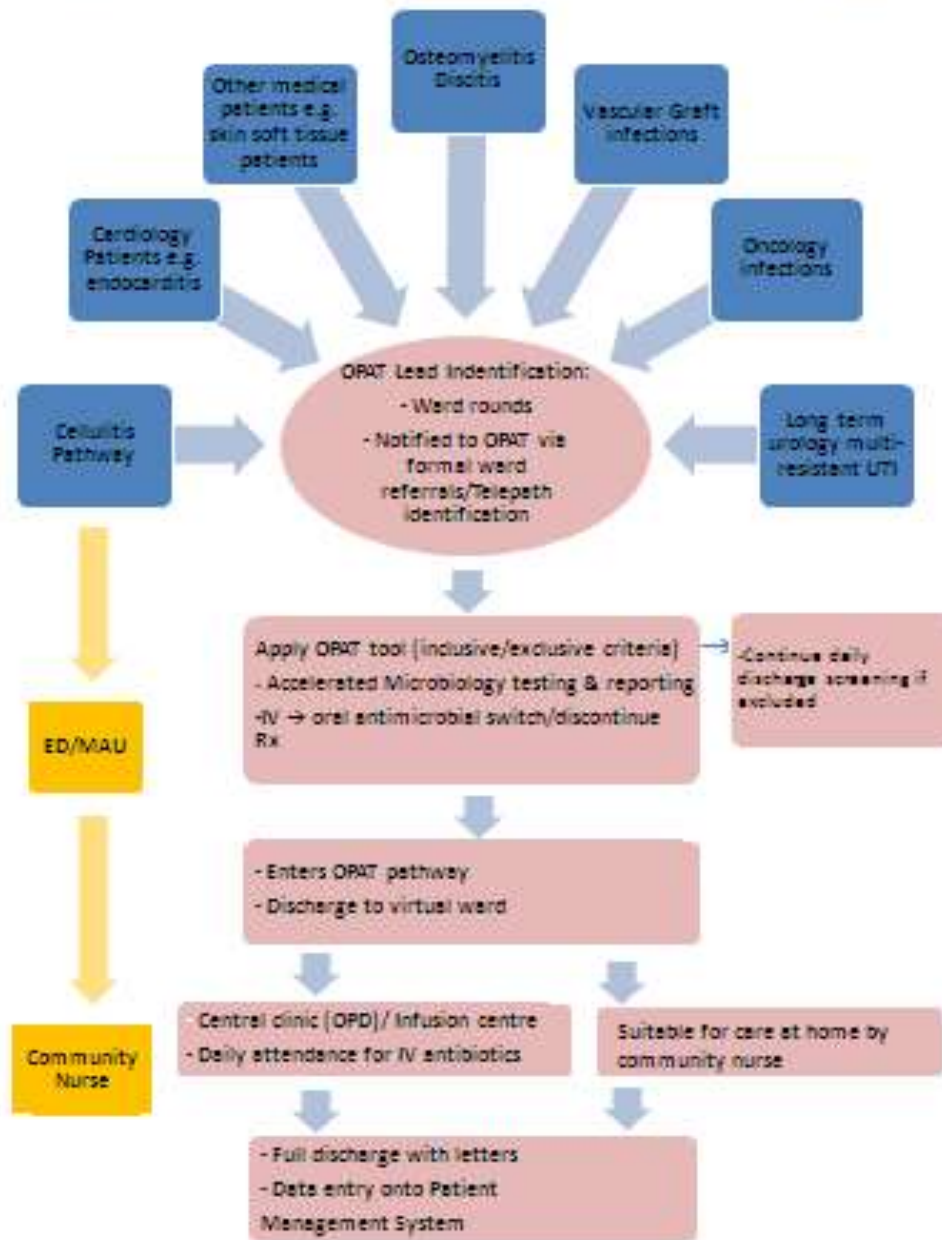 Osteomyelitis
Discitis
Other medical
patients e.g.
skin soft tissue
patients
Vascular Graft
infections
Cardiology
Patients e.g.
endocarditis
Oncology
infections
OPAT Lead Indentification:
- Ward rounds
- Notified to OPAT via
formal ward
referrals/Telepath
identification
Cellulitis
Pathway
Long term
urology multi-
resistant UTI
Apply OPAT tool (inclusive/exclusive criteria)
- Accelerated Microbiology testing & reporting
-IV → oral antimicrobial switch/discontinue
Rx
-Continue daily
discharge screening if
excluded
ED/MAU
- Enters OPAT pathway
- Discharge to virtual ward
Central clinic (OPD)/ Infusion centre
- Daily attendance for IV antibiotics
Suitable for care at home by
community nurse
Community
Nurse
- Full discharge with letters
- Data entry onto Patient
Management System